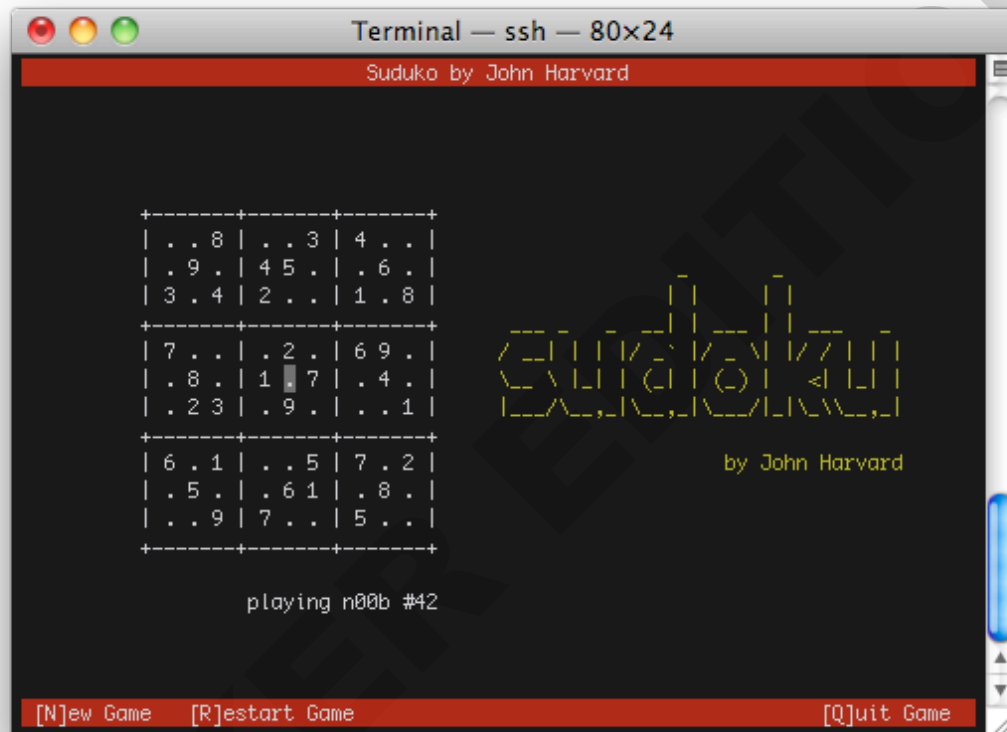 Terminal — ssh — 80×24
Suduko by John Harvard
+-------+-------+-------+
| . . 8 | . . 3 | 4 . . |
| . 9 . | 4 5 . | . 6 . |
| 3 . 4 | 2 . . | 1 . 8 |
+-------+-------+-------+
| 7 . . | . 2 . | 6 9 . |
| . 8 . | 1 . 7 | . 4 . |
| . 2 3 | . 9 . | . . 1 |
+-------+-------+-------+
| 6 . 1 | . . 5 | 7 . 2 |
| . 5 . | . 6 1 | . 8 . |
| . . 9 | 7 . . | 5 . . |
+-------+-------+-------+
sudoku
by John Harvard
playing n00b #42
[N]ew Game [R]estart Game [Q]uit Game